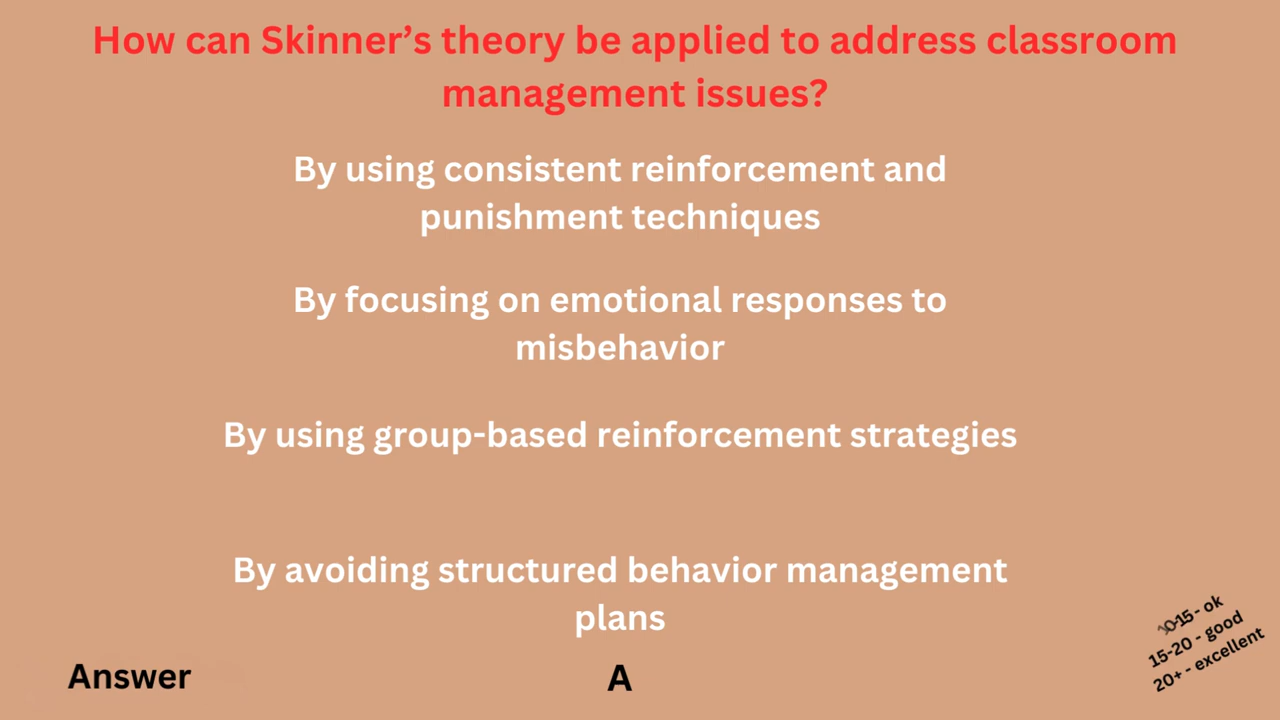 How can Skinner’s theory be applied to address classroom
management issues?
By using consistent reinforcement and
punishment techniques
By focusing on emotional responses to
misbehavior
By using group-based reinforcement strategies
By avoiding structured behavior management
plans
Answer
A
10-15 - ok
15-20 - good
20+ - excellent